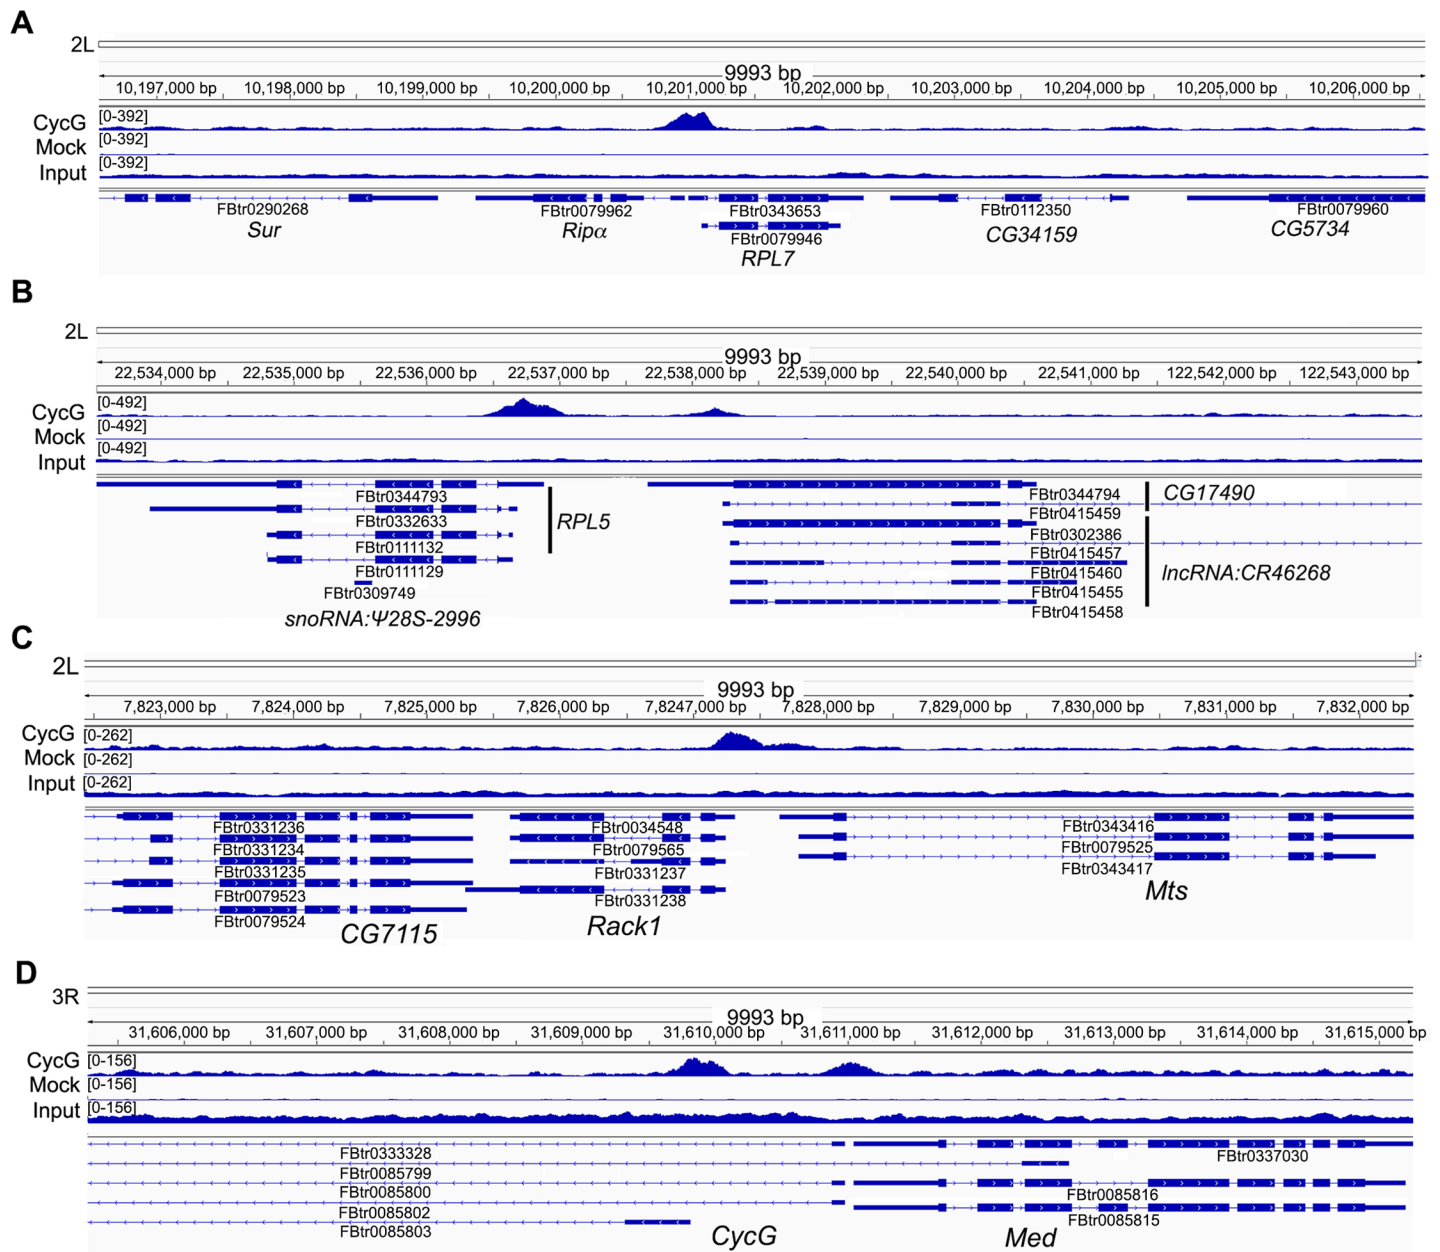 A
2L
9993 bp
10,197,000 bp 10,198,000 bp 10,199,000 bp 10,200,000 bp 10,201,000 bp 10,202,000 bp 10,203,000 bp 10,204,000 bp 10,205,000 bp 10,206,000 bp
CycG [0-392]
Mock [0-392]
Input [0-392]
FBtr0290268 FBtr0079962 FBtr0343653 FBtr0112350 FBtr0079960
Sur Ripα CG34159 CG5734
FBtr0079946
RPL7
B
2L
9993 bp
22,534,000 bp 22,535,000 bp 22,536,000 bp 22,537,000 bp 22,538,000 bp 22,539,000 bp 22,540,000 bp 22,541,000 bp 122,542,000 bp 122,543,000 bp
CycG [0-492]
Mock [0-492]
Input [0-492]
FBtr0344793 FBtr0344794 CG17490
FBtr0332633 RPL5 FBtr0415459
FBtr0302386
FBtr0111132 FBtr0415457
FBtr0111129 FBtr0415460 lncRNA:CR46268
FBtr0309749 FBtr0415455
snoRNA:Ψ28S-2996 FBtr0415458
C
2L
9993 bp
7,823,000 bp 7,824,000 bp 7,825,000 bp 7,826,000 bp 7,8247,000 bp 7,828,000 bp 7,829,000 bp 7,830,000 bp 7,831,000 bp 7,832,000 bp
CycG [0-262]
Mock [0-262]
Input [0-262]
FBtr0331236 FBtr0034548 FBtr0343416
FBtr0331234 FBtr0079565 FBtr0079525
FBtr0331235 FBtr0331237 FBtr0343417
FBtr0079523 FBtr0331238 Mts
FBtr0079524
CG7115 Rack1
D
3R
9993 bp
31,606,000 bp 31,607,000 bp 31,608,000 bp 31,609,000 bp 31,610,000 bp 31,611,000 bp 31,612,000 bp 31,613,000 bp 31,614,000 bp 31,615,000 bp
CycG [0-156]
Mock [0-156]
Input [0-156]
FBtr0333328 FBtr0337030
FBtr0085799
FBtr0085800 FBtr0085816
FBtr0085802 FBtr0085815
FBtr0085803
CycG Med